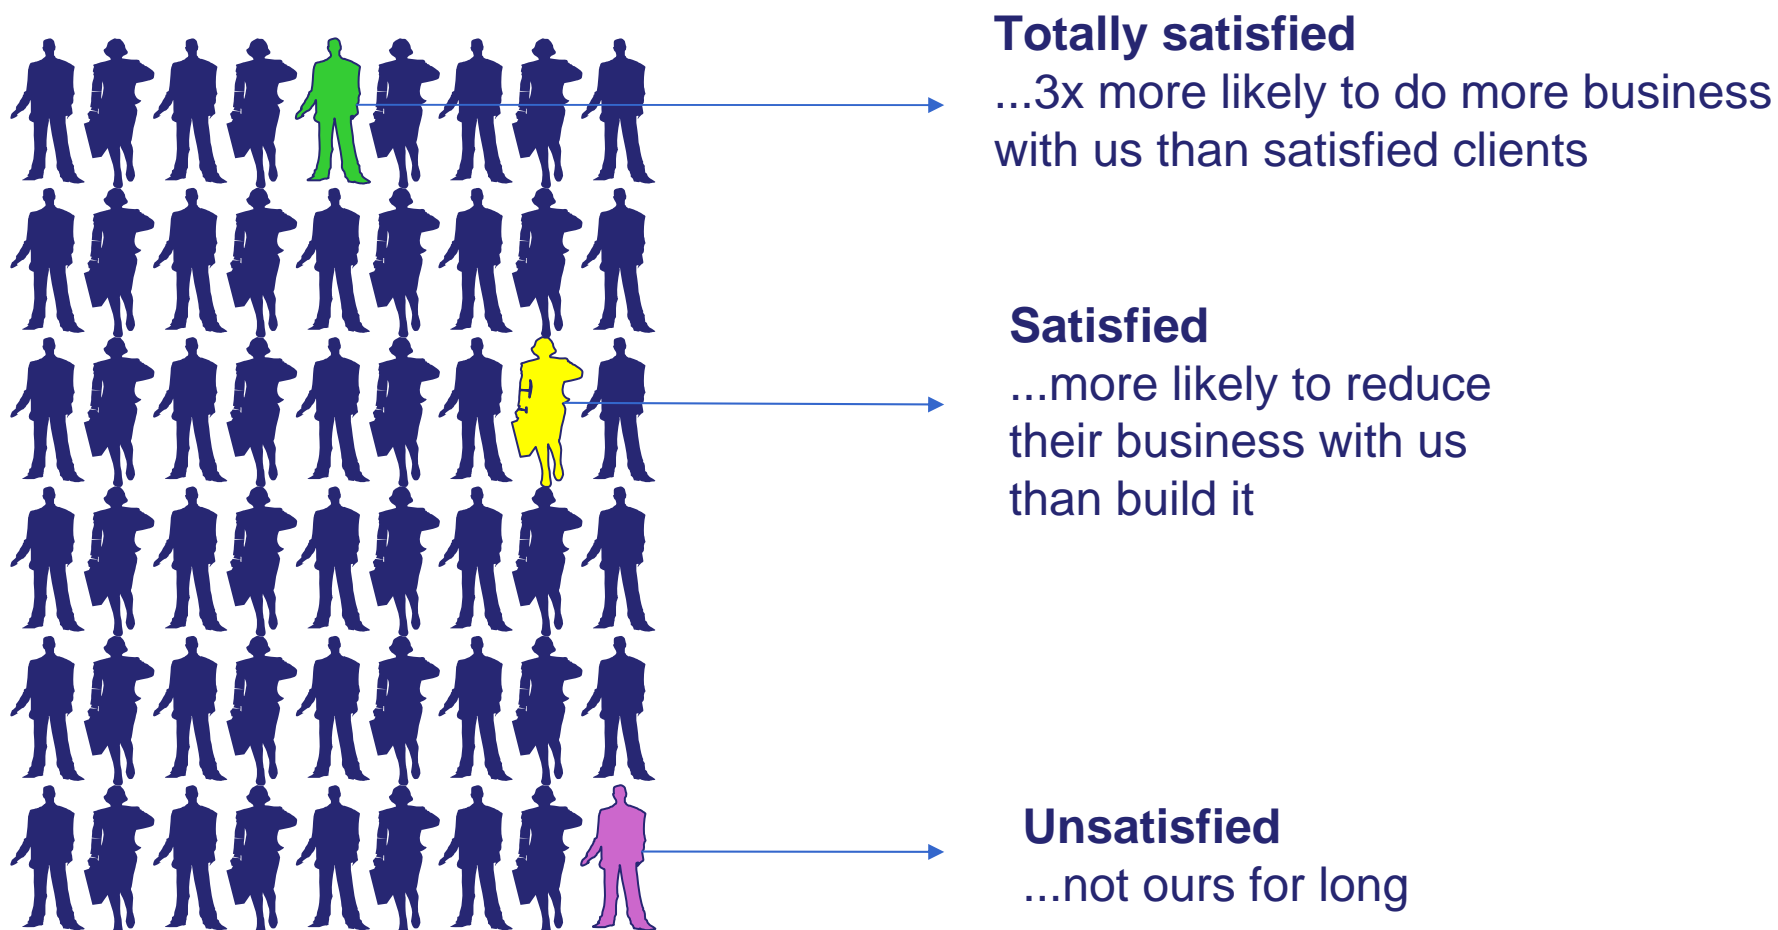 Totally satisfied
...3x more likely to do more business
with us than satisfied clients
Satisfied
...more likely to reduce
their business with us
than build it
Unsatisfied
...not ours for long